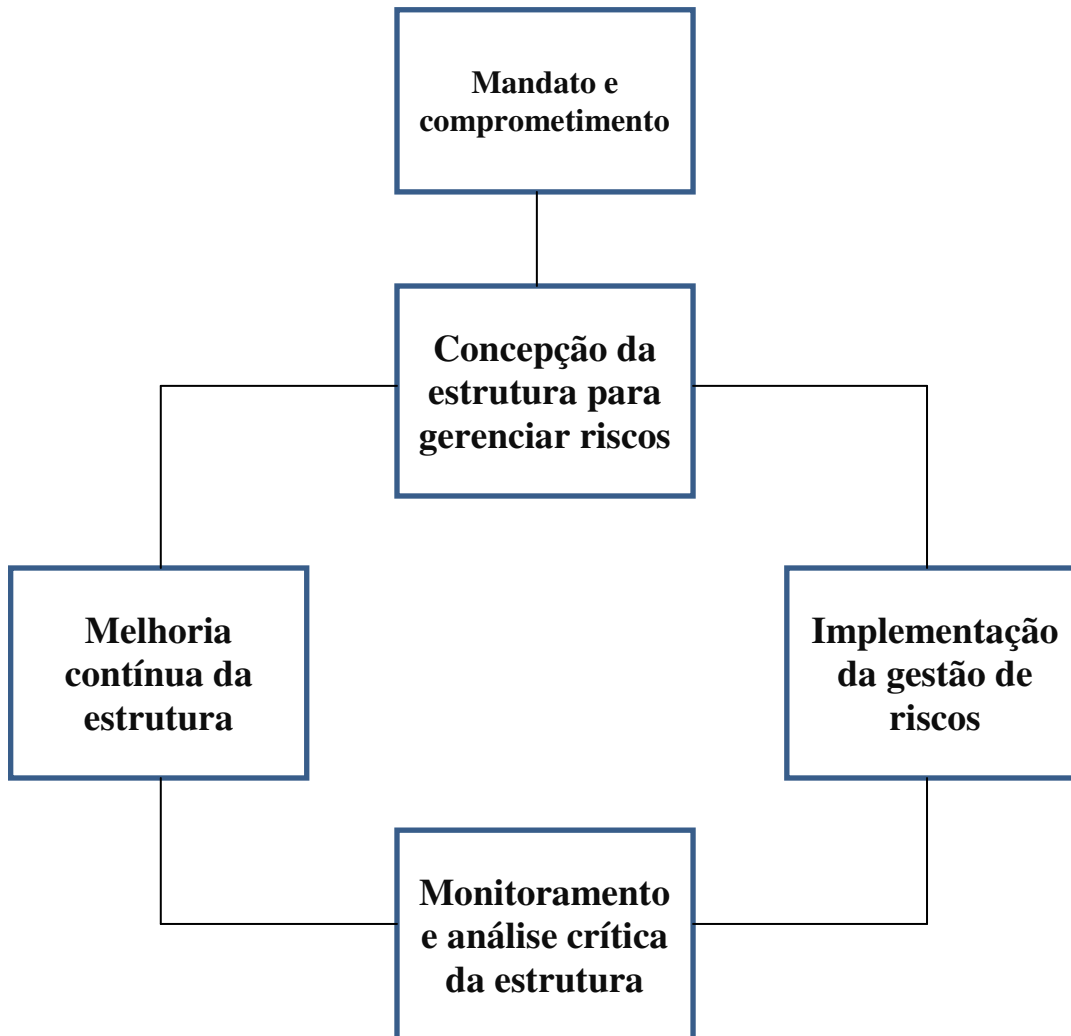 Mandato e
comprometimento
Concepção da
estrutura para
gerenciar riscos
Melhoria
contínua da
estrutura
Implementação
da gestão de
riscos
Monitoramento
e análise crítica
da estrutura